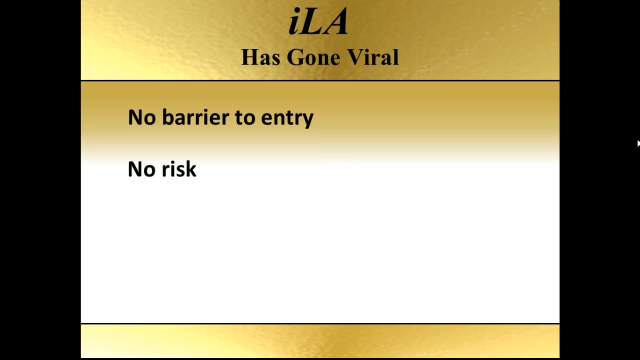 iLA
Has Gone Viral
No barrier to entry
No risk